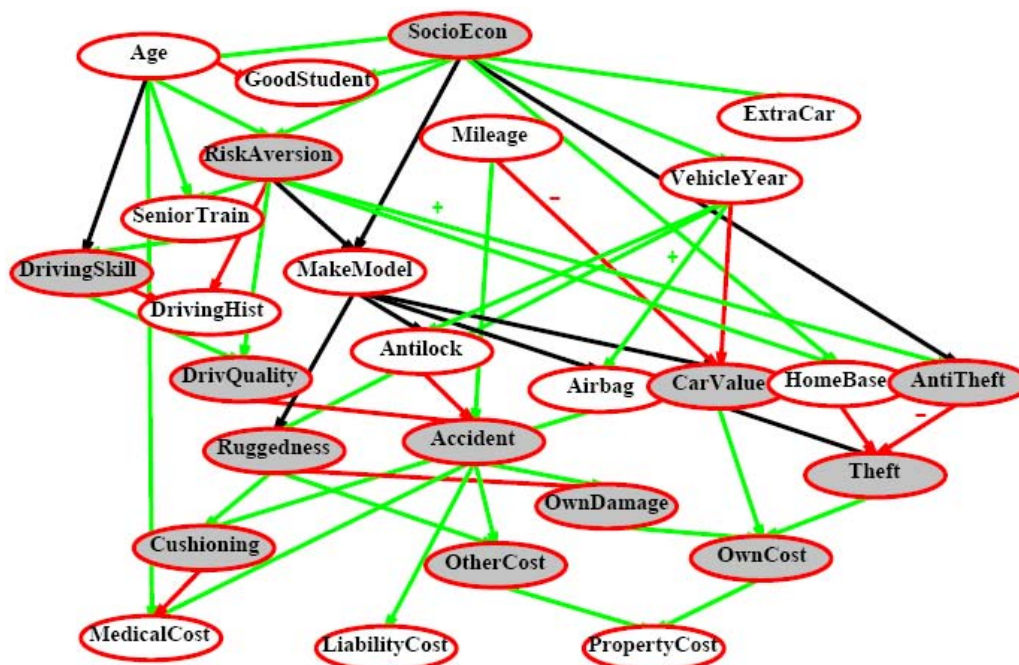 SocioEcon
Age
GoodStudent
ExtraCar
Mileage
RiskAversion
VehicleYear
+
−
SeniorTrain
+
DrivingSkill
MakeModel
DrivingHist
Antilock
DrivQuality
Airbag
CarValue
HomeBase
AntiTheft
−
Ruggedness
Accident
Theft
OwnDamage
Cushioning
OtherCost
OwnCost
MedicalCost
LiabilityCost
PropertyCost